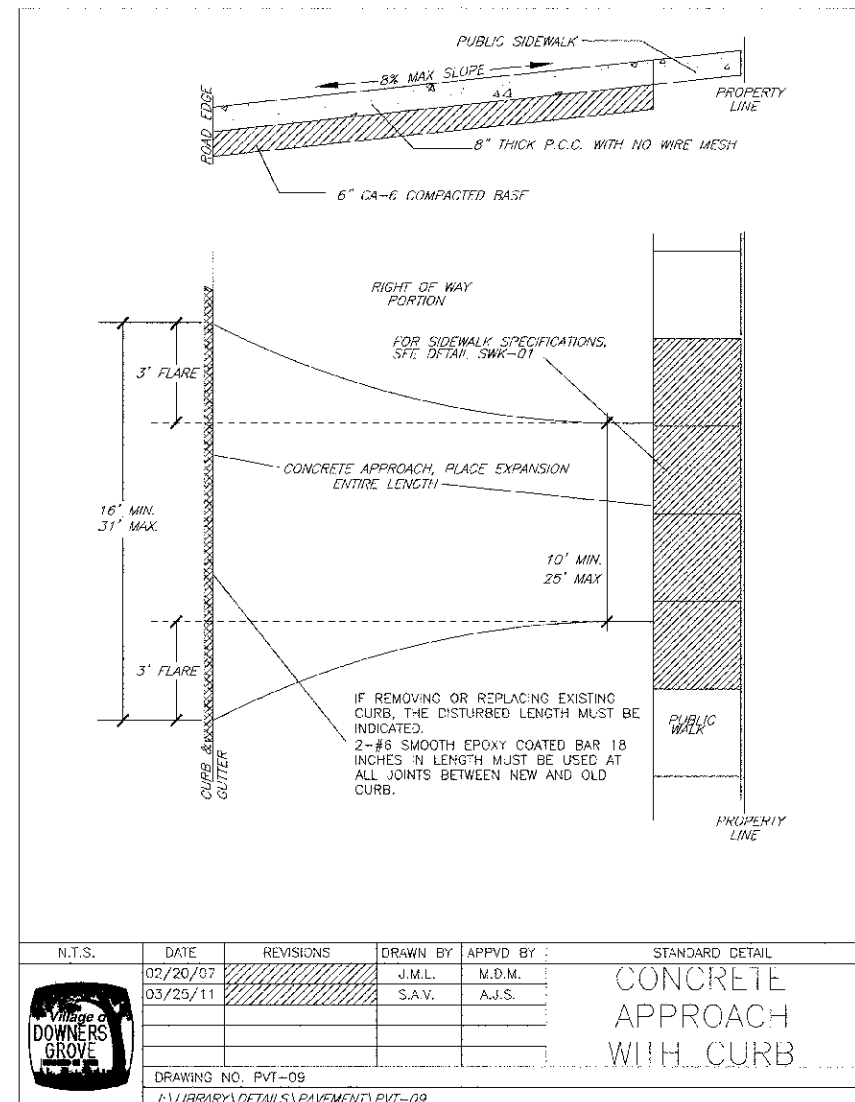 PUBLIC SIDEWALK
8% MAX SLOPE
PROPERTY
LINE
ROAD EDGE
8" THICK P.C.C. WITH NO WIRE MESH
6" CA-6 COMPACTED BASE
RIGHT OF WAY
PORTION
FOR SIDEWALK SPECIFICATIONS,
SEE DETAIL SWK-01
3' FLARE
CONCRETE APPROACH, PLACE EXPANSION
ENTIRE LENGTH
16' MIN.
31' MAX.
10' MIN.
25' MAX
3' FLARE
IF REMOVING OR REPLACING EXISTING
CURB, THE DISTURBED LENGTH MUST BE
INDICATED.
2-#6 SMOOTH EPOXY COATED BAR 18
INCHES IN LENGTH MUST BE USED AT
ALL JOINTS BETWEEN NEW AND OLD
CURB.
PUBLIC
WALK
CURB &
GUTTER
PROPERTY
LINE
N.T.S. DATE REVISIONS DRAWN BY APPVD BY STANDARD DETAIL
02/20/07 J.M.L. M.D.M.
03/25/11 S.A.V. A.J.S.
CONCRETE
APPROACH
WITH CURB
Village of
DOWNERS
GROVE
DRAWING NO. PVT-09
I:\LIBRARY\DETAILS\PAVEMENT\PVT-09